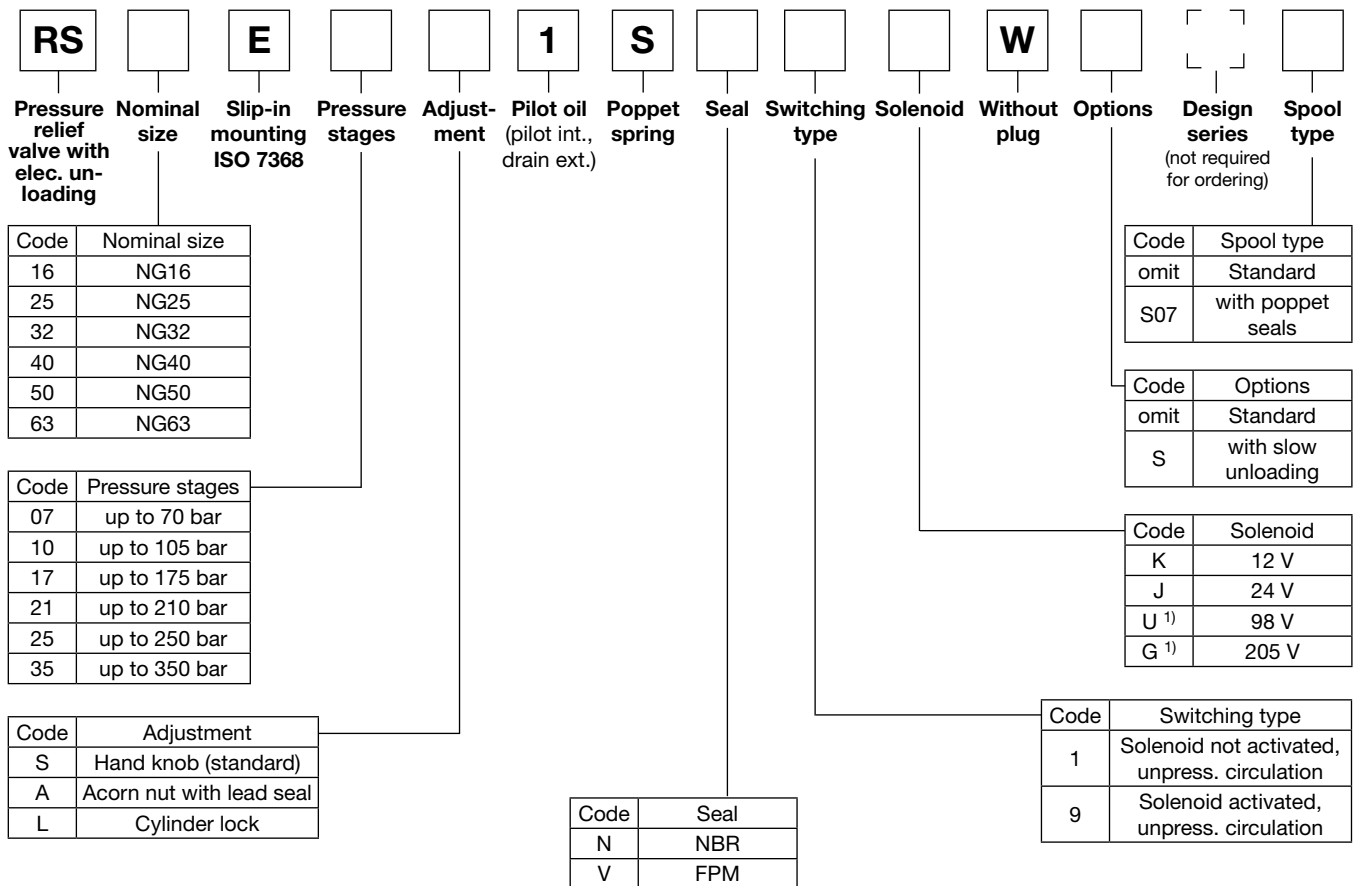 RS E 1 S W
Pressure relief valve with elec. un-loading
Nominal size
Slip-in mounting ISO 7368
Pressure stages
Adjust-ment
Pilot oil (pilot int., drain ext.)
Poppet spring
Seal
Switching type
Solenoid
Without plug
Options
Design series (not required for ordering)
Spool type
Code Nominal size
16 NG16
25 NG25
32 NG32
40 NG40
50 NG50
63 NG63
Code Pressure stages
07 up to 70 bar
10 up to 105 bar
17 up to 175 bar
21 up to 210 bar
25 up to 250 bar
35 up to 350 bar
Code Adjustment
S Hand knob (standard)
A Acorn nut with lead seal
L Cylinder lock
Code Seal
N NBR
V FPM
Code Spool type
omit Standard
S07 with poppet seals
Code Options
omit Standard
S with slow unloading
Code Solenoid
K 12 V
J 24 V
U 1) 98 V
G 1) 205 V
Code Switching type
1 Solenoid not activated, unpress. circulation
9 Solenoid activated, unpress. circulation